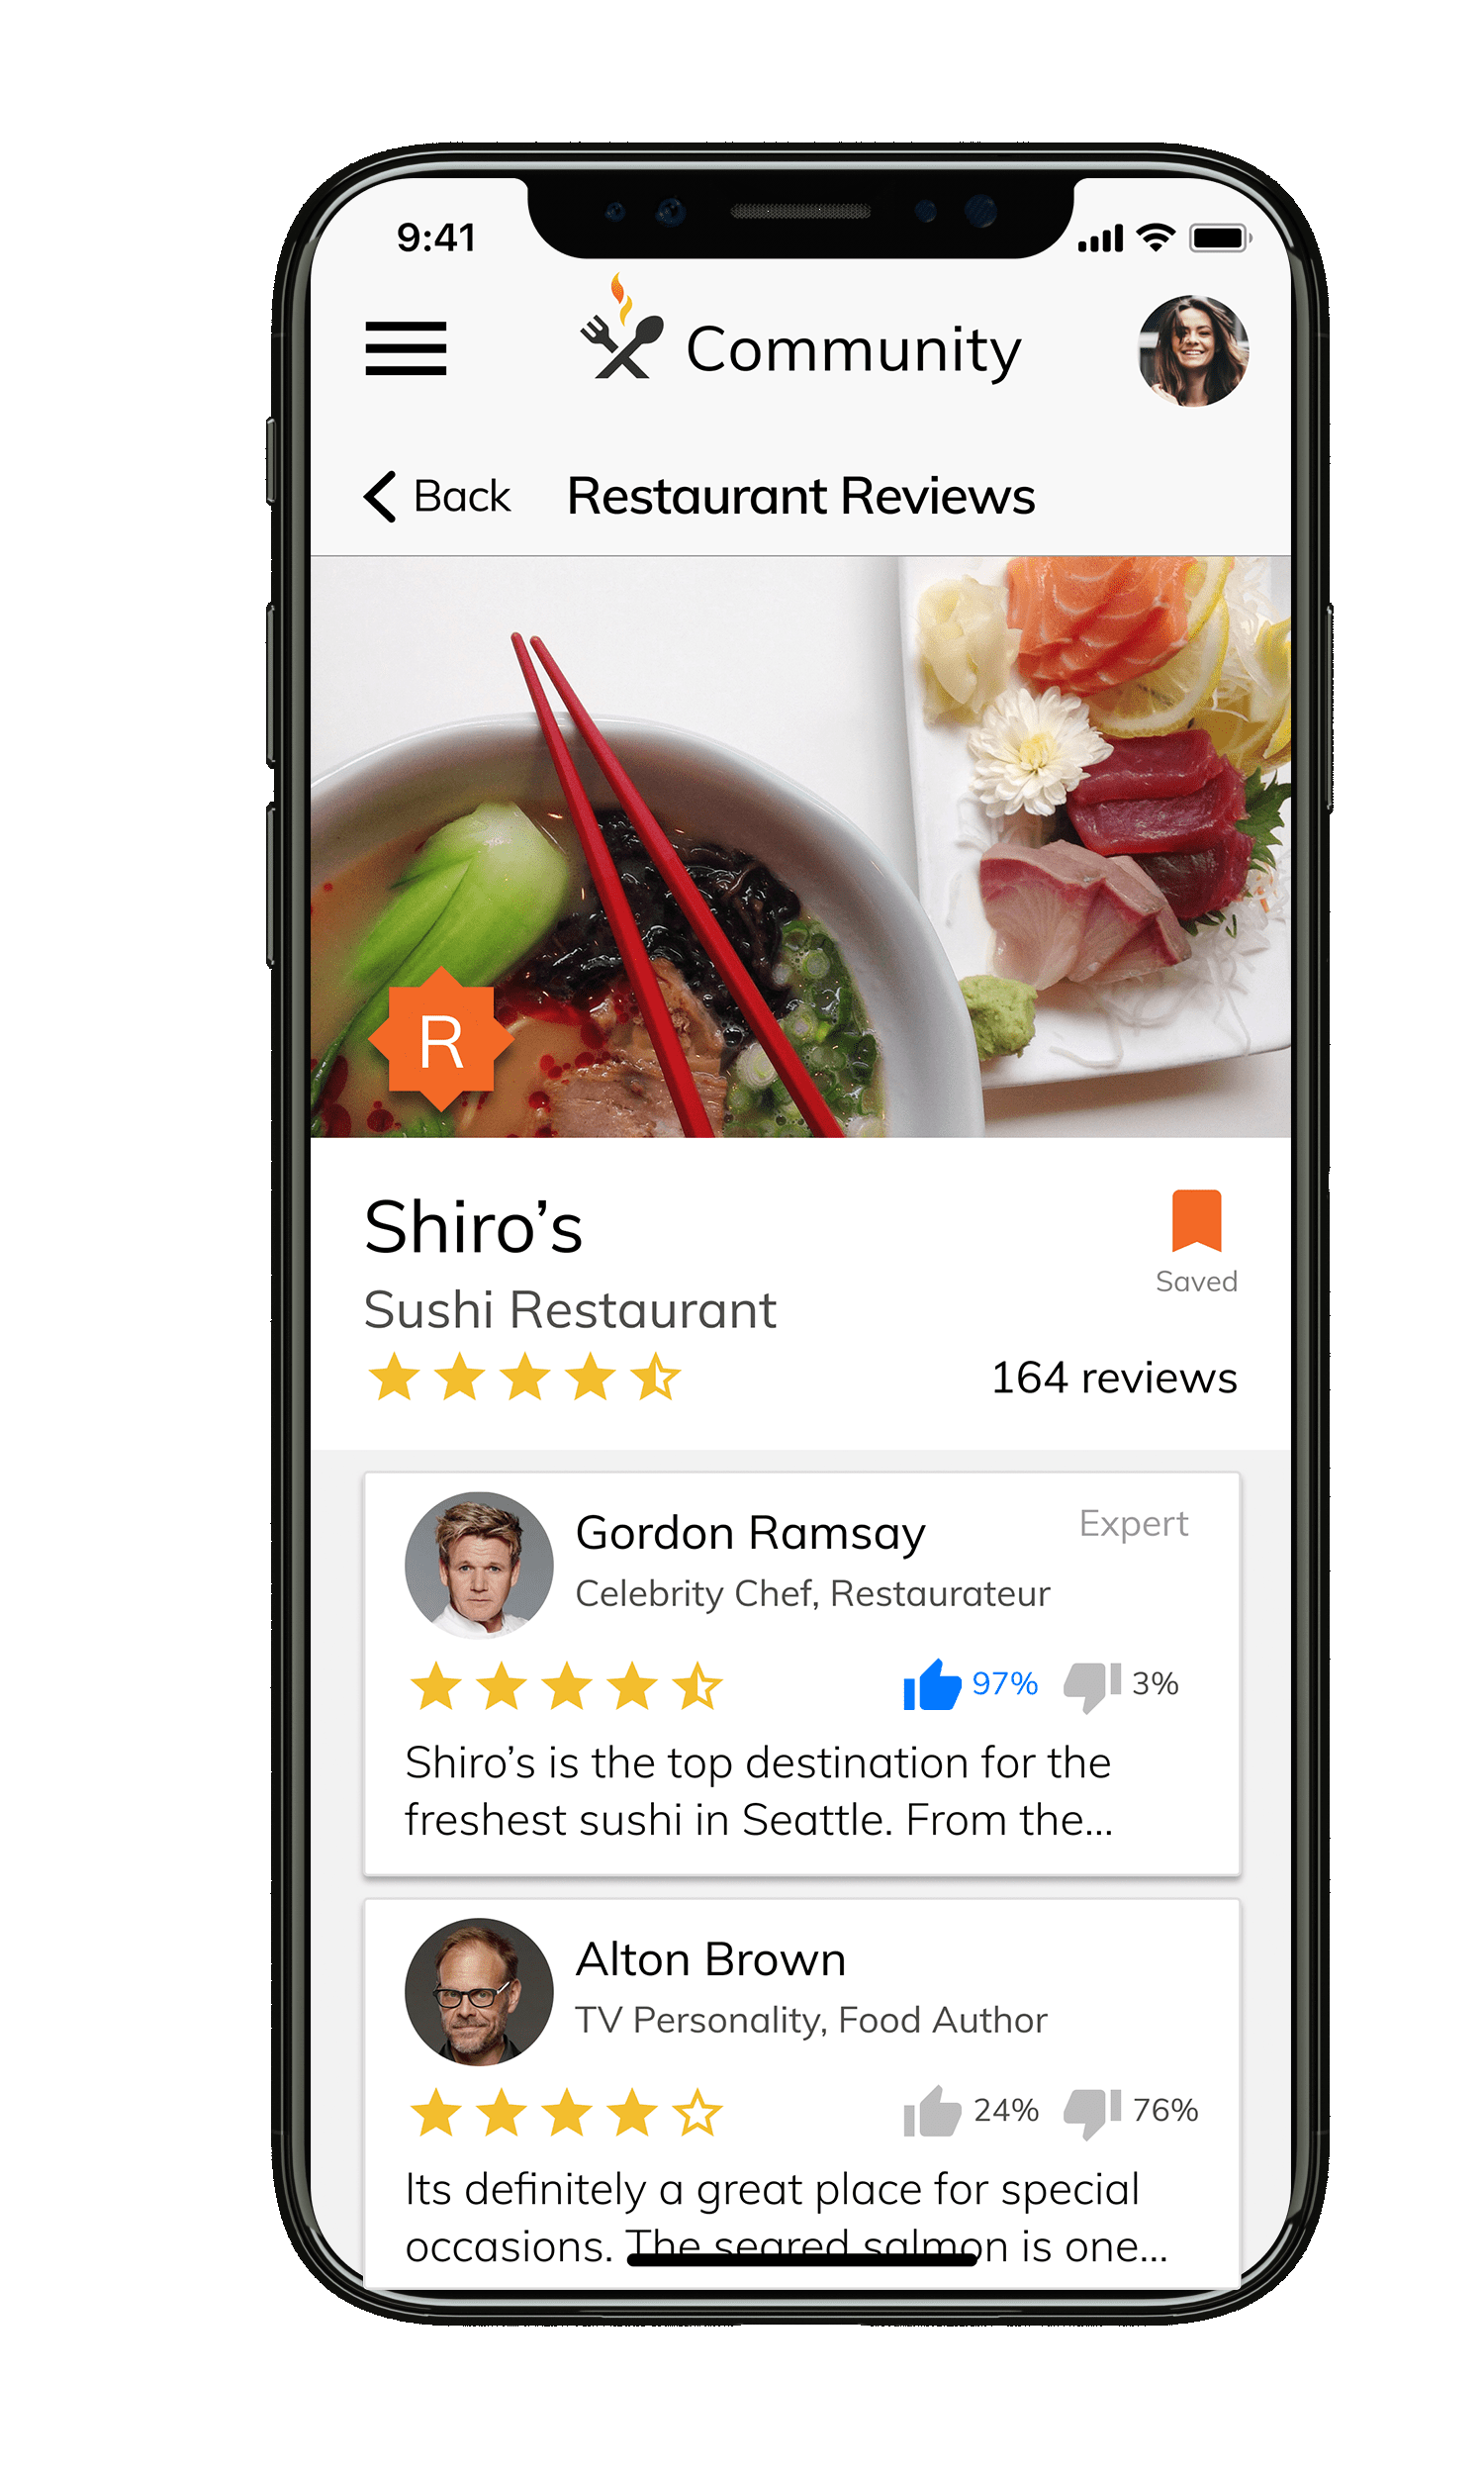 9:41
Community
Back Restaurant Reviews
R
Shiro’s
Saved
Sushi Restaurant
164 reviews
Gordon Ramsay
Expert
Celebrity Chef, Restaurateur
97% 3%
Shiro’s is the top destination for the
freshest sushi in Seattle. From the...
Alton Brown
TV Personality, Food Author
24% 76%
Its definitely a great place for special
occasions. The seared salmon is one...